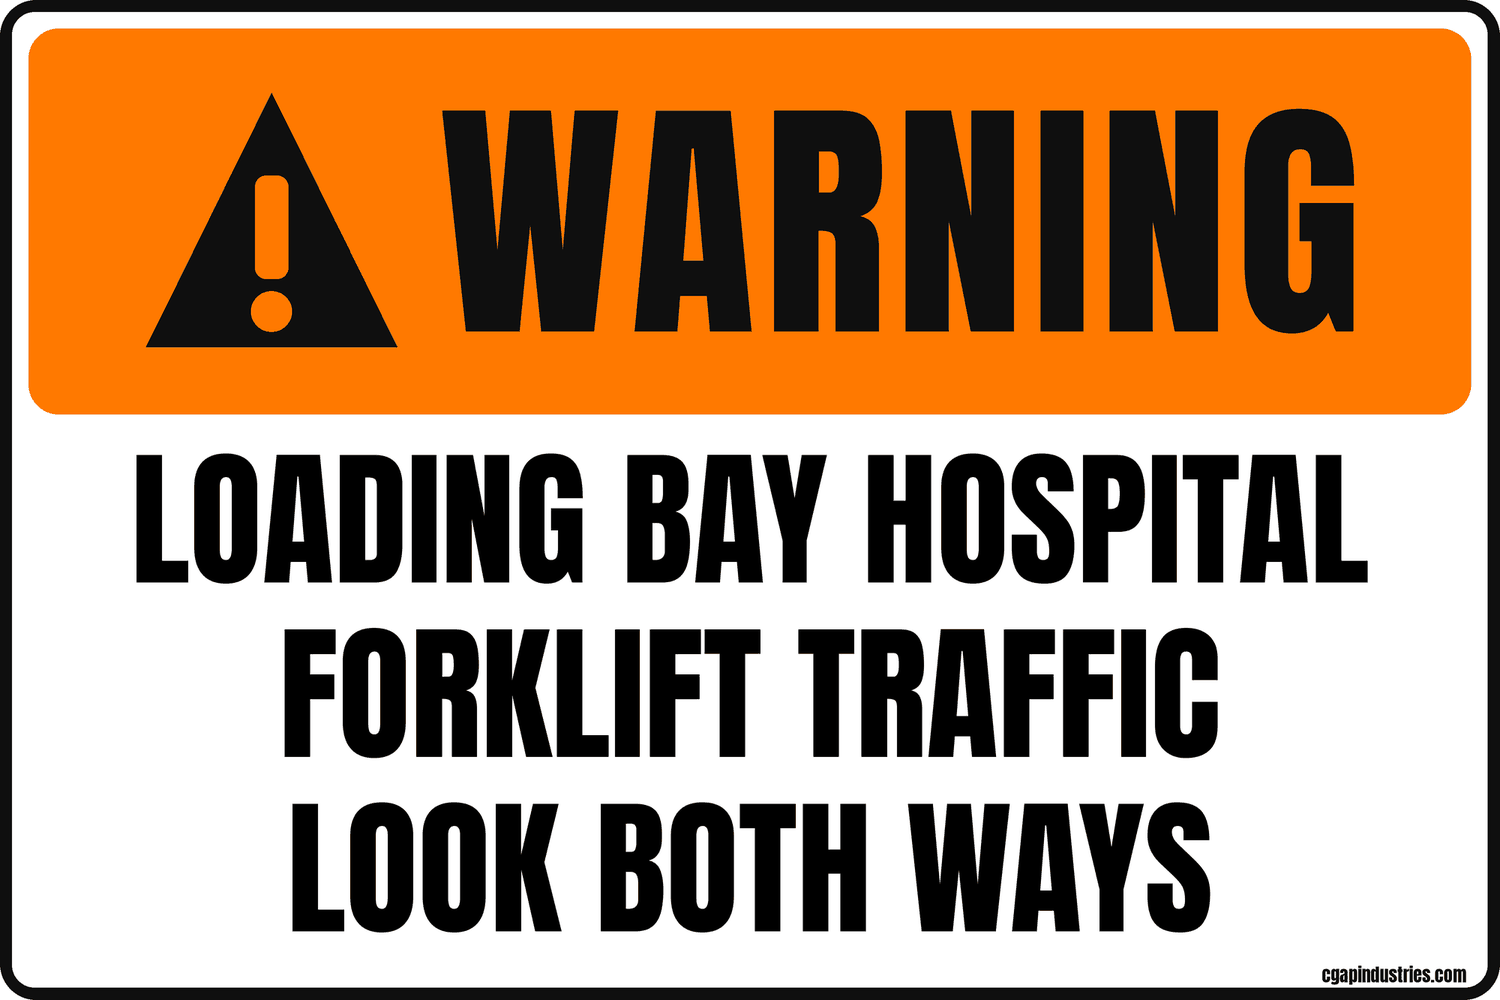 WARNING
LOADING BAY HOSPITAL
FORKLIFT TRAFFIC
LOOK BOTH WAYS
cgapindustries.com